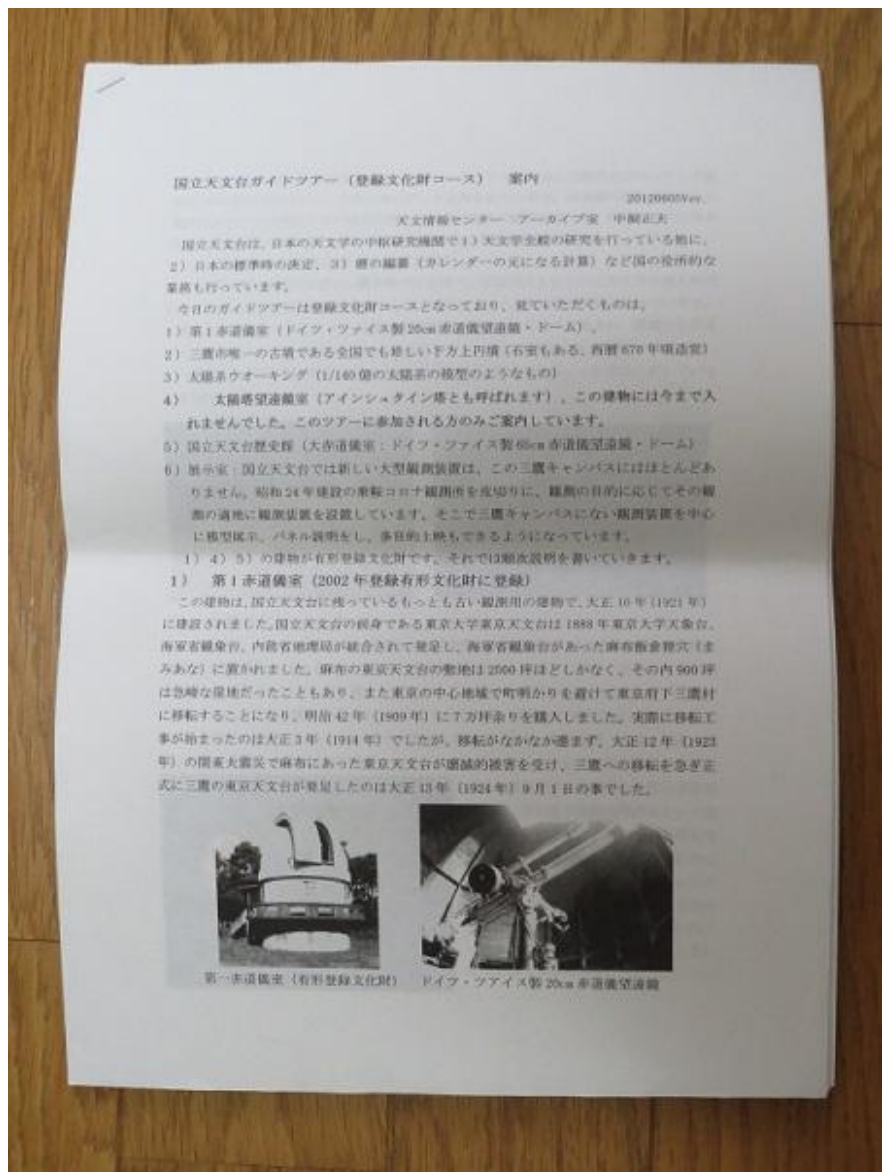 国立天文台ガイドツアー（登録文化財コース）　案内
20120605Ver.
天文情報センター　アーカイブ室　中桐正夫
国立天文台は、日本の天文学の中枢研究機関で１）天文学全般の研究を行っている他に、
２）日本の標準時の決定、３）暦の編纂（カレンダーの元になる計算）など国の役所的な
業務も行っています。
今日のガイドツアーは登録文化財コースとなっており、見ていただくものは、
１）第１赤道儀室（ドイツ・ツァイス製20cm赤道儀望遠鏡・ドーム）、
２）三鷹市唯一の古墳である全国でも珍しい下方上円墳（石室もある、西暦670年頃造営）
３）太陽系ウオーキング（1/140億の太陽系の模型のようなもの）
４）　太陽塔望遠鏡室（アインシュタイン塔とも呼ばれます）、この建物には今まで入
れませんでした。このツアーに参加される方のみご案内しています。
５）国立天文台歴史館（大赤道儀室：ドイツ・ツァイス製65cm赤道儀望遠鏡・ドーム）
６）展示室：国立天文台では新しい大型観測装置は、この三鷹キャンパスにはほとんどあ
りません。昭和24年建設の乗鞍コロナ観測所を皮切りに、観測の目的に応じてその観
測の適地に観測装置を設置しています。そこで三鷹キャンパスにない観測装置を中心
に模型展示、パネル説明をし、多目的上映もできるようになっています。
１）４）５）の建物が有形登録文化財です。それでは順次説明を書いていきます。
１）　第１赤道儀室（2002年登録有形文化財に登録）
この建物は、国立天文台に残っているもっとも古い観測用の建物で、大正10年（1921年）
に建設されました。国立天文台の前身である東京大学東京天文台は1888年東京大学天象台、
海軍省観象台、内務省地理局が統合されて発足し、海軍省観象台があった麻布飯倉狸穴（ま
みあな）に置かれました。麻布の東京天文台の敷地は2000坪ほどしかなく、その内900坪
は急峻な崖地だったこともあり、また東京の中心地域で町明かりを避けて東京府下三鷹村
に移転することになり、明治42年（1909年）に７万坪余りを購入しました。実際に移転工
事が始まったのは大正３年（1914年）でしたが、移転がなかなか進まず、大正12年（1923
年）の関東大震災で麻布にあった東京天文台が壊滅的被害を受け、三鷹への移転を急ぎ正
式に三鷹の東京天文台が発足したのは大正13年（1924年）９月１日の事でした。
第一赤道儀室（有形登録文化財）
ドイツ・ツアイス製20cm赤道儀望遠鏡